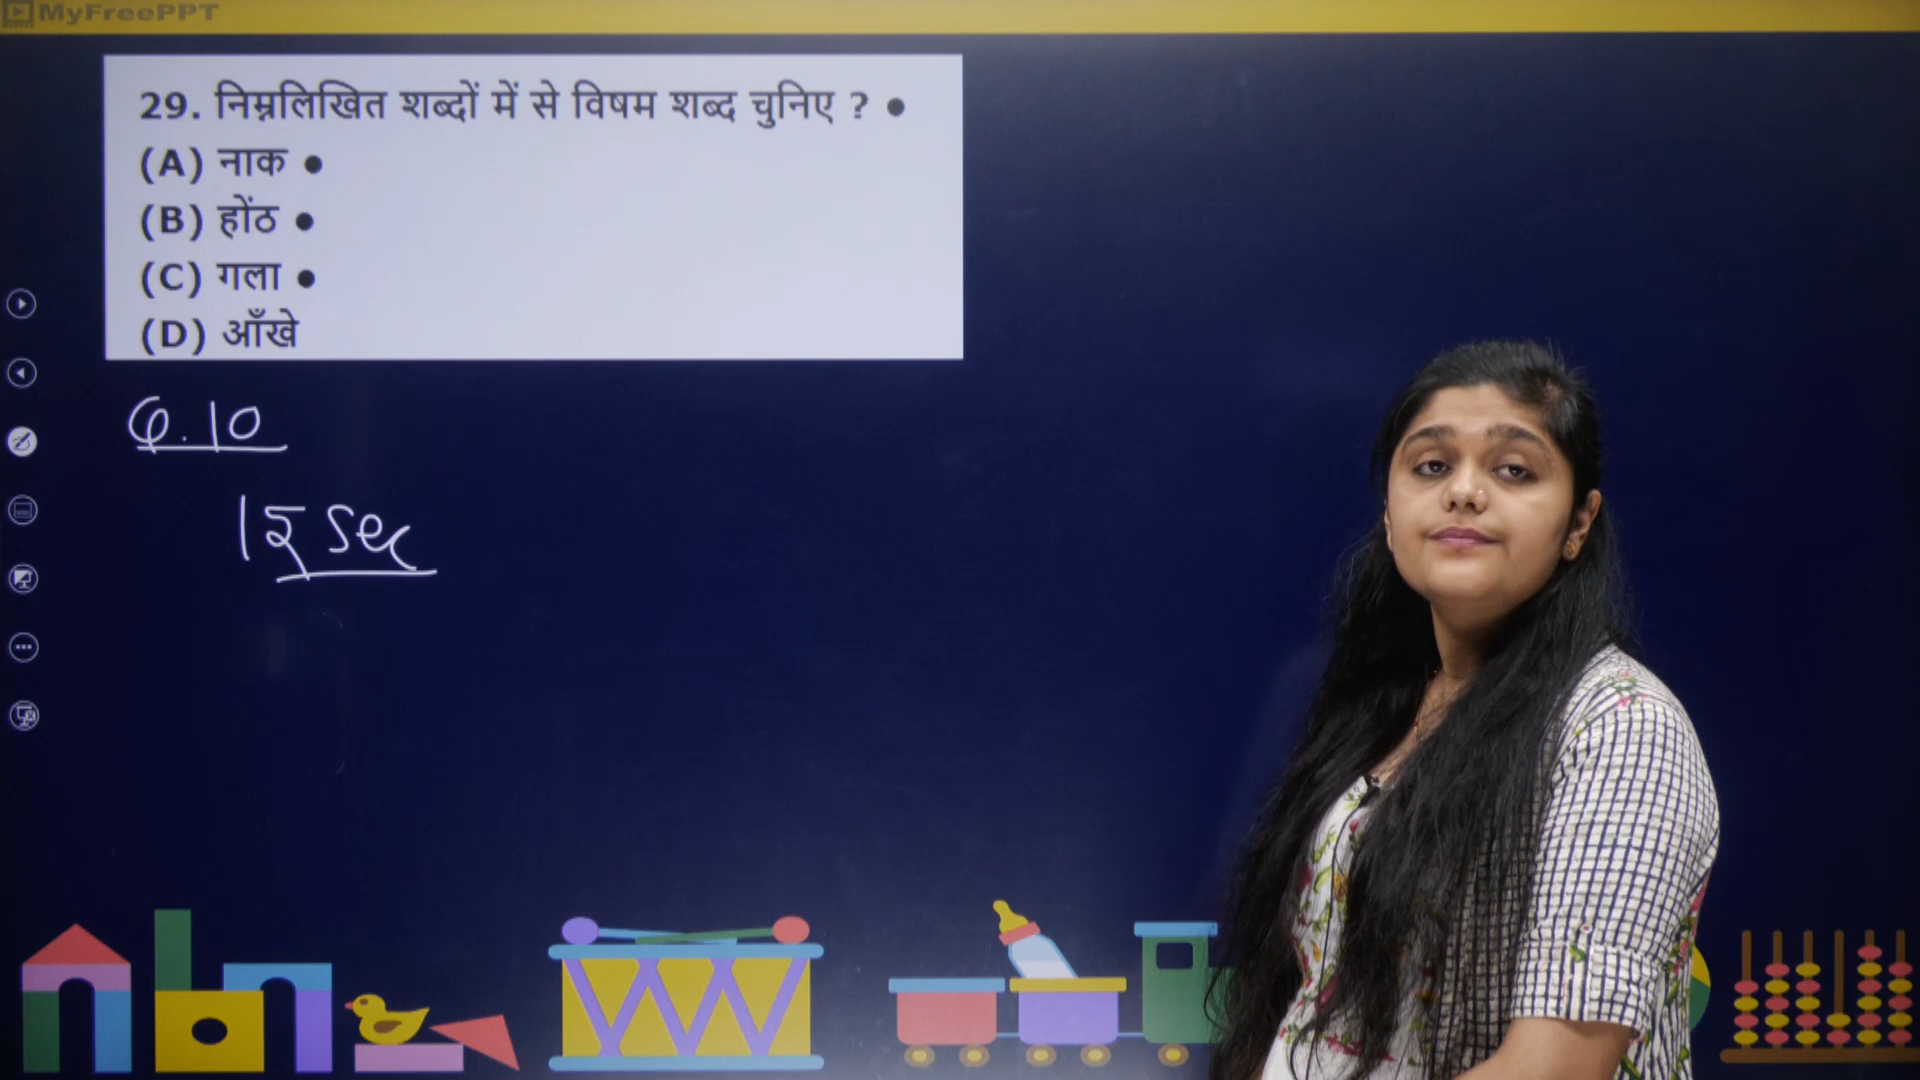 MyFreePPT
29. निम्नलिखित शब्दों में से विषम शब्द चुनिए ? •
(A) नाक •
(B) होंठ •
(C) गला •
(D) आँखे
Q.10
15 sec